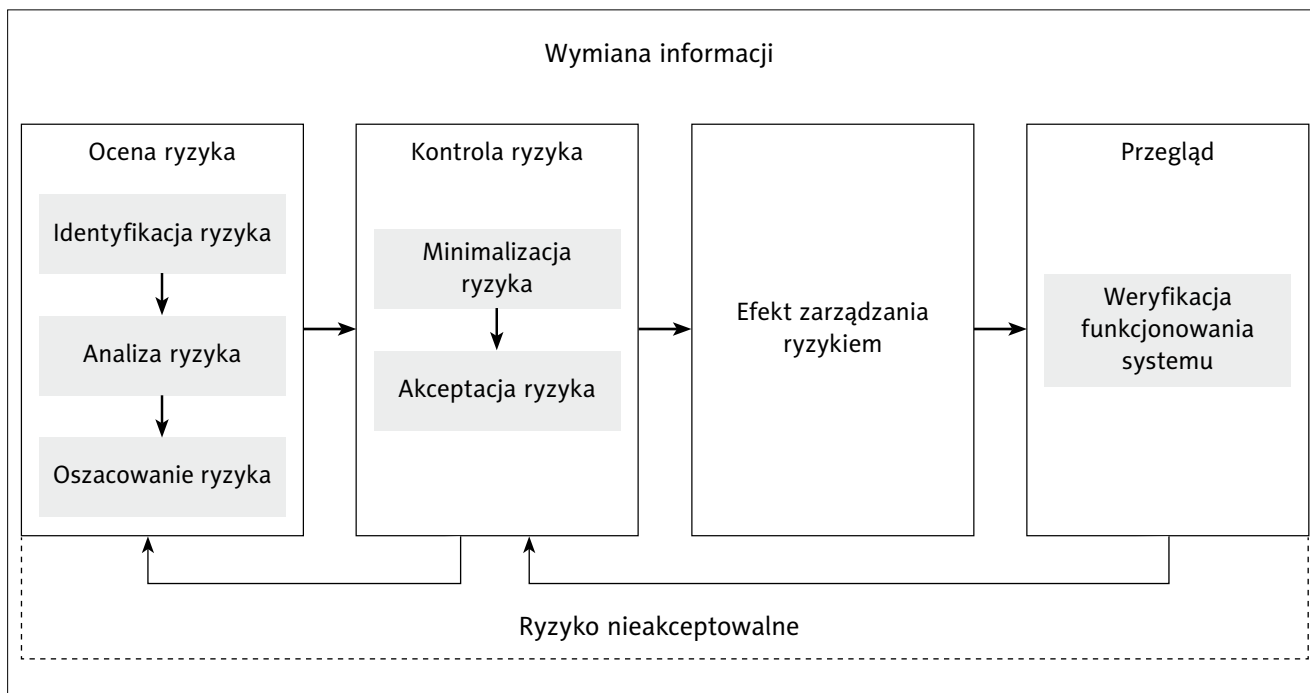 Wymiana informacji
Ocena ryzyka
Identyfikacja ryzyka
Analiza ryzyka
Oszacowanie ryzyka
Kontrola ryzyka
Minimalizacja
ryzyka
Akceptacja ryzyka
Efekt zarządzania
ryzykiem
Przegląd
Weryfikacja
funkcjonowania
systemu
Ryzyko nieakceptowalne